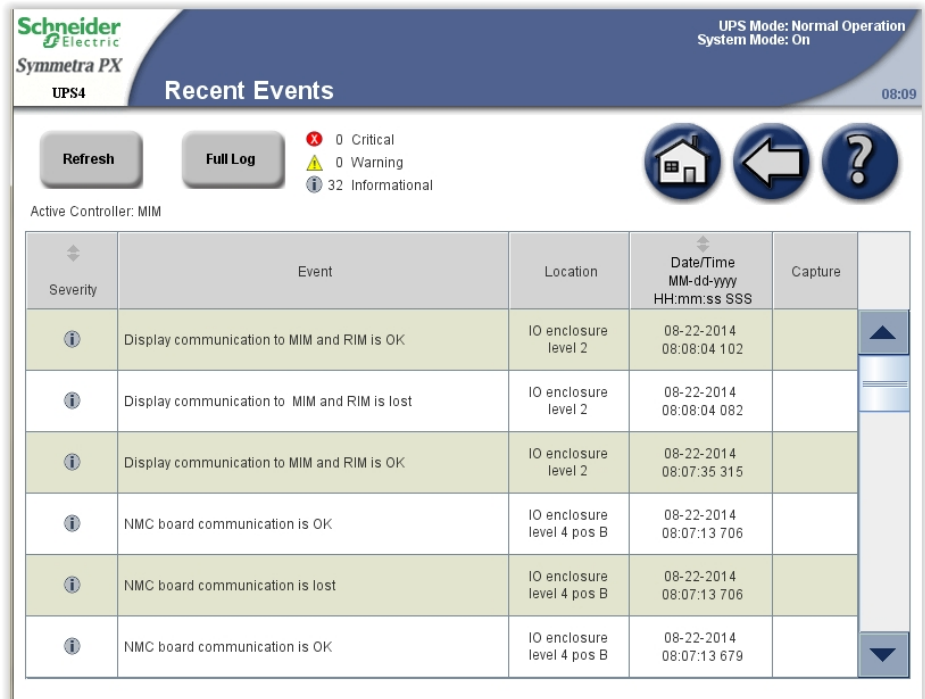 Schneider
Electric
Symmetra PX
UPS4
Recent Events
UPS Mode: Normal Operation
System Mode: On
08:09
Refresh
Full Log
0 Critical
0 Warning
32 Informational
Active Controller: MIM
Severity
Event
Location
Date/Time
MM-dd-yyyy
HH:mm:ss SSS
Capture
Display communication to MIM and RIM is OK
IO enclosure
level 2
08-22-2014
08:08:04 102
Display communication to  MIM and RIM is lost
IO enclosure
level 2
08-22-2014
08:08:04 082
Display communication to MIM and RIM is OK
IO enclosure
level 2
08-22-2014
08:07:35 315
NMC board communication is OK
IO enclosure
level 4 pos B
08-22-2014
08:07:13 706
NMC board communication is lost
IO enclosure
level 4 pos B
08-22-2014
08:07:13 706
NMC board communication is OK
IO enclosure
level 4 pos B
08-22-2014
08:07:13 679